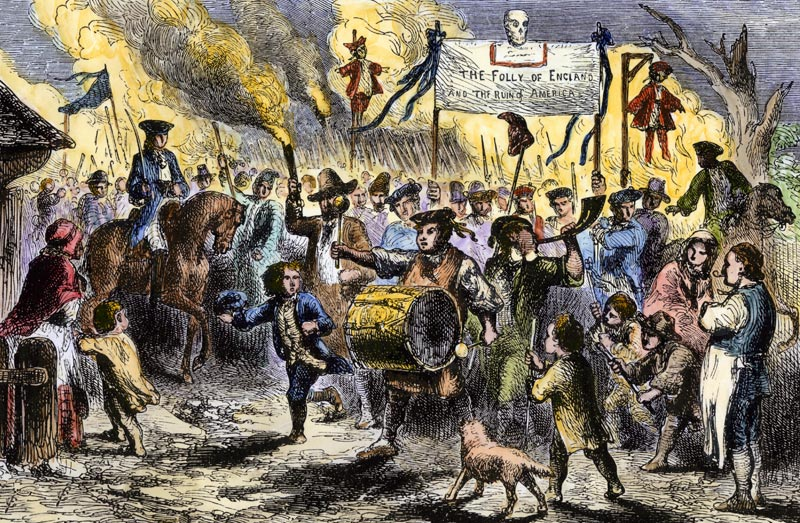 THE FOLLY OF ENGLAND
AND THE RUIN OF AMERICA